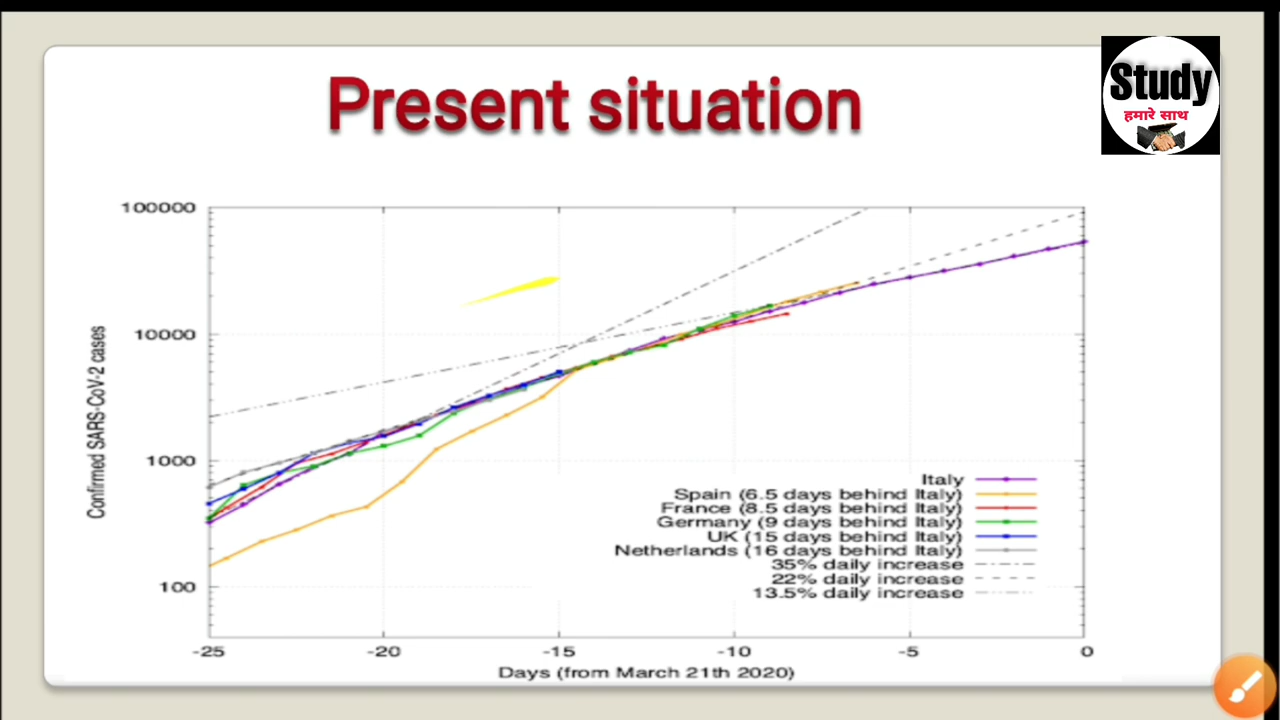 Present situation
Study
हमारे साथ
100000
10000
1000
100
Confirmed SARS-CoV-2 cases
Italy
Spain (6.5 days behind Italy)
France (8.5 days behind Italy)
Germany (9 days behind Italy)
UK (15 days behind Italy)
Netherlands (16 days behind Italy)
35% daily increase
22% daily increase
13.5% daily increase
-25 -20 -15 -10 -5 0
Days (from March 21th 2020)